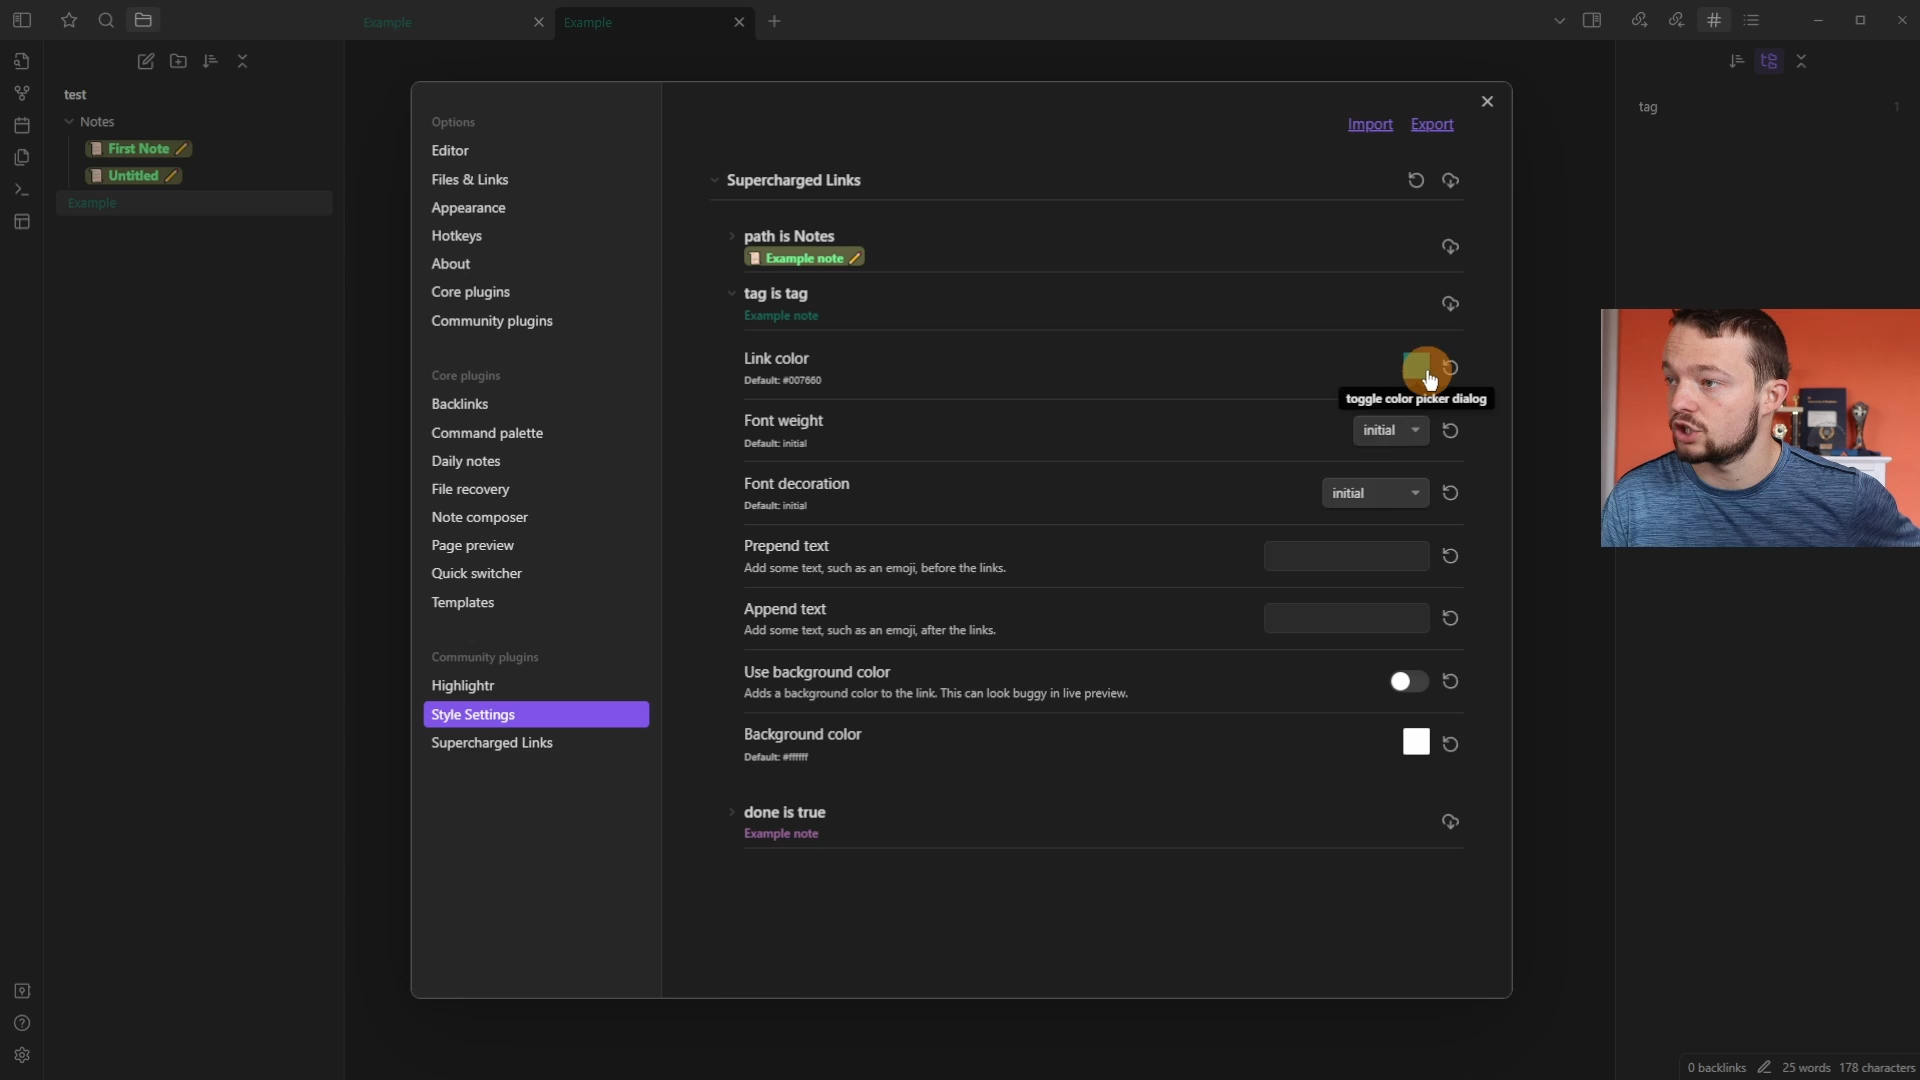 Example
Example
test
Notes
First Note
Untitled
Example
Options
Editor
Files & Links
Appearance
Hotkeys
About
Core plugins
Community plugins
Core plugins
Backlinks
Command palette
Daily notes
File recovery
Note composer
Page preview
Quick switcher
Templates
Community plugins
Highlightr
Style Settings
Supercharged Links
Import Export
Supercharged Links
path is Notes
Example note
tag is tag
Example note
Link color
Default: #007660
toggle color picker dialog
Font weight
Default: initial
initial
Font decoration
Default: initial
initial
Prepend text
Add some text, such as an emoji, before the links.
Append text
Add some text, such as an emoji, after the links.
Use background color
Adds a background color to the link. This can look buggy in live preview.
Background color
Default: #ffffff
done is true
Example note
tag 1
0 backlinks 25 words 178 characters